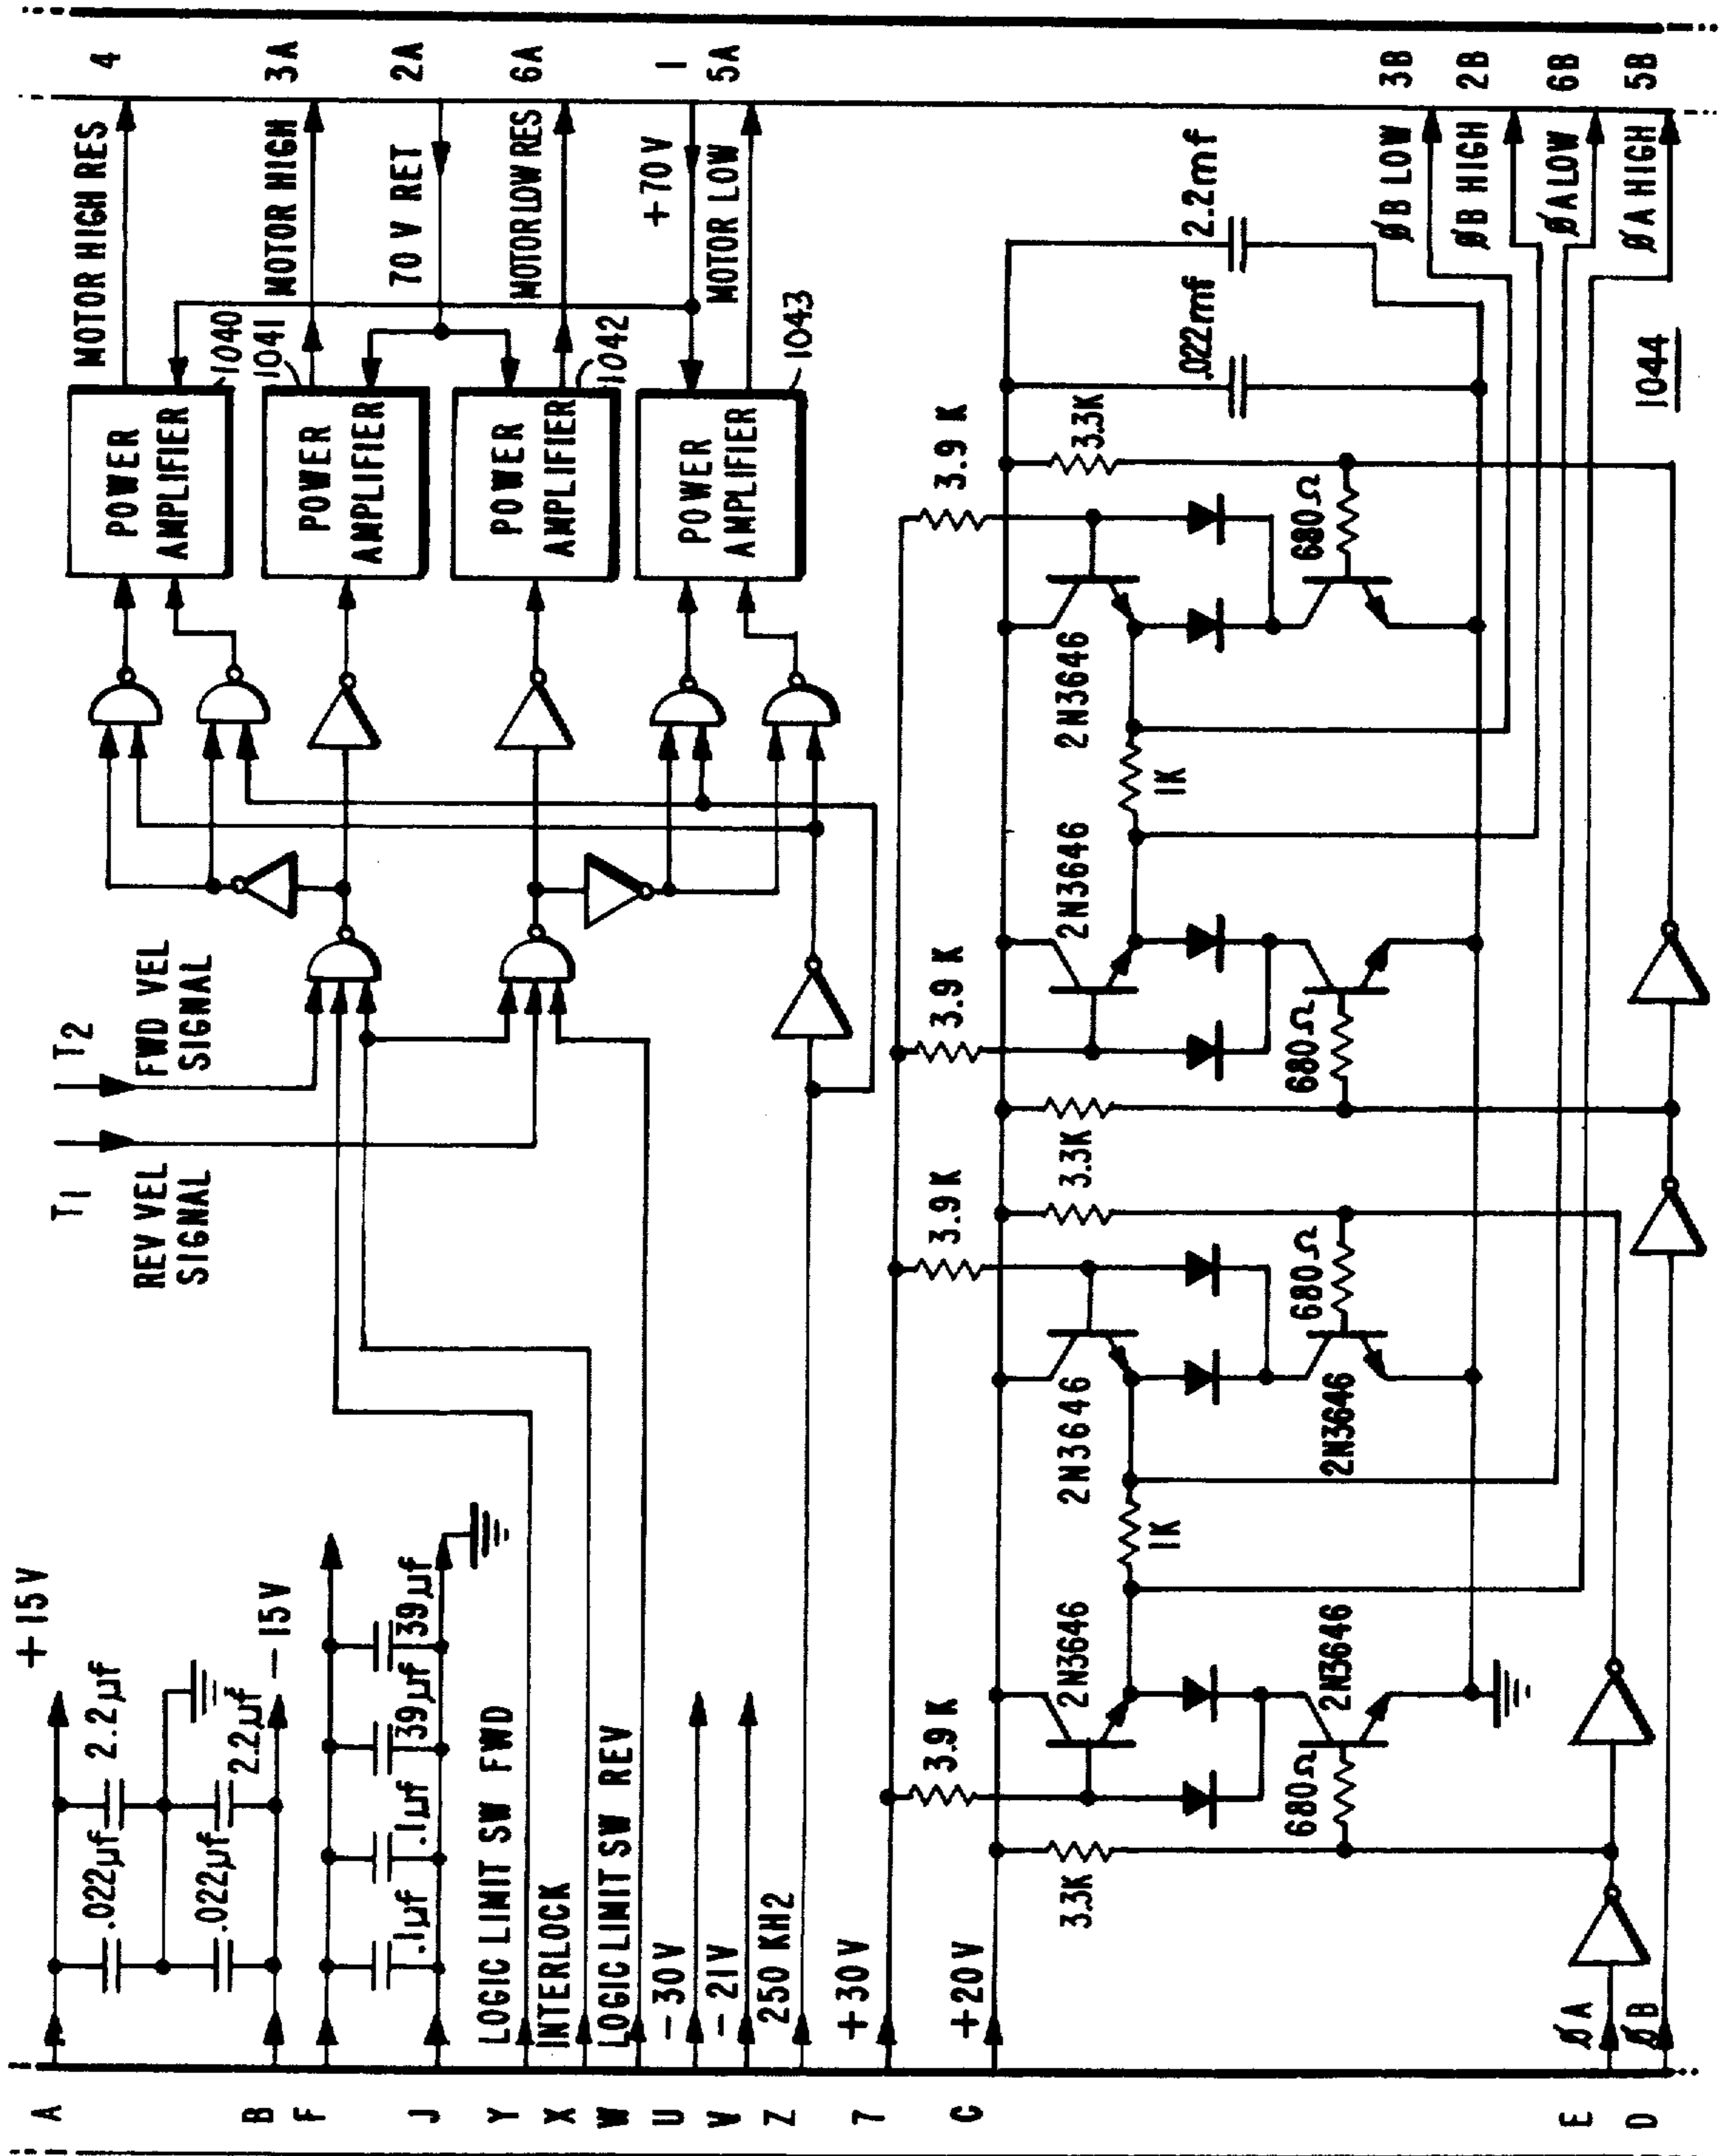 A
+15V
.022µf
2.2µf
.022µf
2.2µf
B
-15V
F
.1µf
.1µf
39µf
39µf
J
Y
LOGIC LIMIT SW FWD
X
INTERLOCK
W
LOGIC LIMIT SW REV
U
-30V
V
-21V
Z
250 KH2
7
+30V
G
+20V
E
ØA
D
ØB
T1
REV VEL
SIGNAL
T2
FWD VEL
SIGNAL
POWER
AMPLIFIER
1040
POWER
AMPLIFIER
1041
POWER
AMPLIFIER
1042
POWER
AMPLIFIER
1043
MOTOR HIGH RES
4
MOTOR HIGH
3A
70 V RET
2A
MOTOR LOW RES
6A
+70V
1
MOTOR LOW
5A
3.9 K
3.9 K
3.9 K
3.9 K
3.3K
3.3K
3.3K
2N3646
2N3646
2N3646
2N3646
1K
1K
680Ω
680Ω
680Ω
680Ω
2N3646
2N3646
.022mf
2.2mf
ØB LOW
3B
ØB HIGH
2B
ØA LOW
6B
ØA HIGH
5B
1044